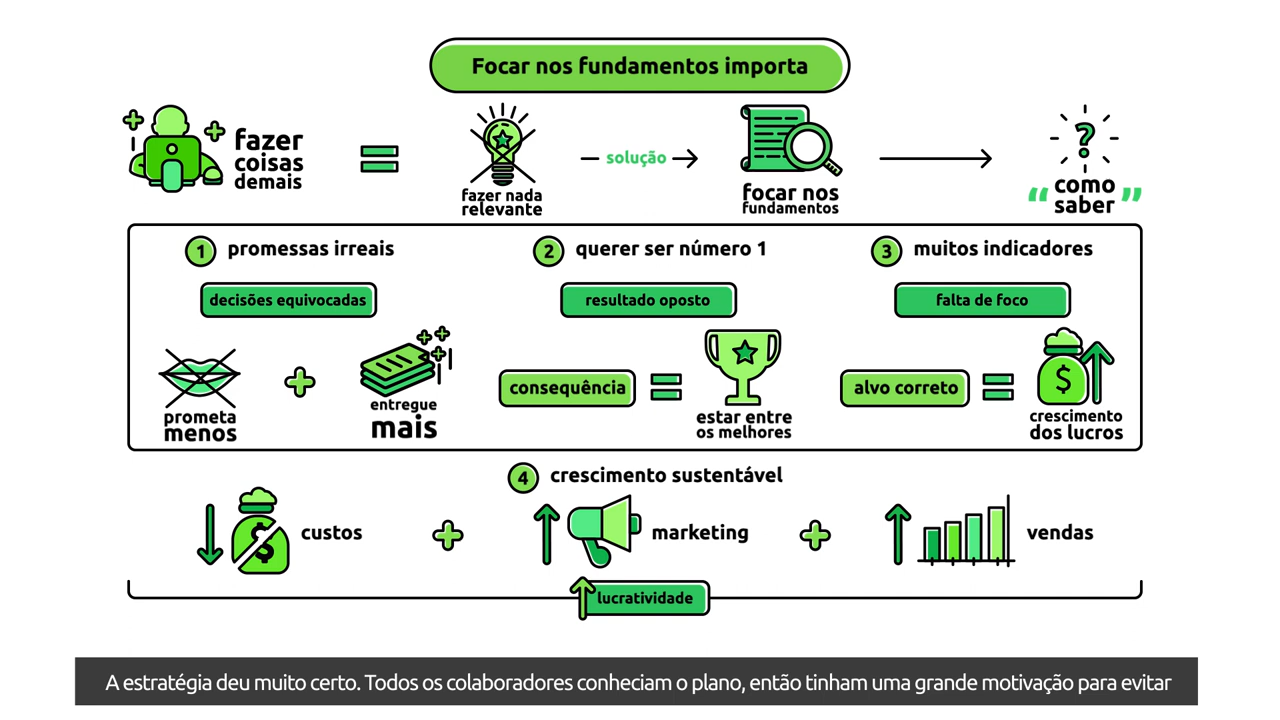 Focar nos fundamentos importa
fazer
coisas
demais
fazer nada
relevante
solução
focar nos
fundamentos
?
“ como
saber ”
1 promessas irreais
decisões equivocadas
prometa
menos
entregue
mais
2 querer ser número 1
resultado oposto
consequência
estar entre
os melhores
3 muitos indicadores
falta de foco
alvo correto
$
crescimento
dos lucros
4 crescimento sustentável
$
custos
marketing
vendas
lucratividade
A estratégia deu muito certo. Todos os colaboradores conheciam o plano, então tinham uma grande motivação para evitar